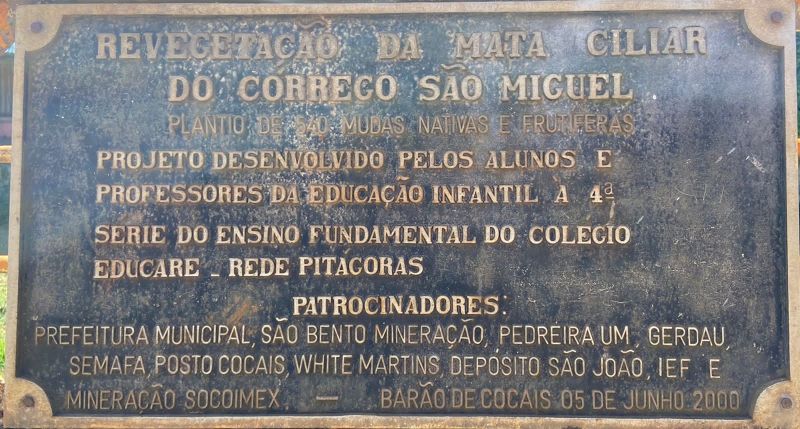 REVEGETAÇÃO DA MATA CILIAR
DO CORREGO SÃO MIGUEL
PLANTIO DE 540 MUDAS NATIVAS E FRUTIFERAS
PROJETO DESENVOLVIDO PELOS ALUNOS E
PROFESSORES DA EDUCAÇÃO INFANTIL A 4ª
SERIE DO ENSINO FUNDAMENTAL DO COLEGIO
EDUCARE - REDE PITÁGORAS
PATROCINADORES:
PREFEITURA MUNICIPAL, SÃO BENTO MINERAÇÃO, PEDREIRA UM, GERDAU,
SEMAFA, POSTO COCAIS, WHITE MARTINS, DEPÓSITO SÃO JOÃO, IEF E
MINERAÇÃO SOCOIMEX. — BARÃO DE COCAIS 05 DE JUNHO 2000